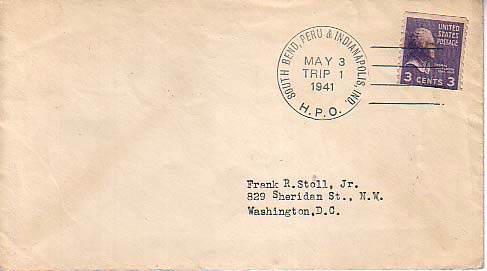 SOUTH BEND, PERU & INDIANAPOLIS, IND.
MAY 3
TRIP 1
1941
H.P.O.
UNITED
STATES
POSTAGE
3 CENTS 3
Frank R.Stoll, Jr.
829 Sheridan St., N.W.
Washington,D.C.